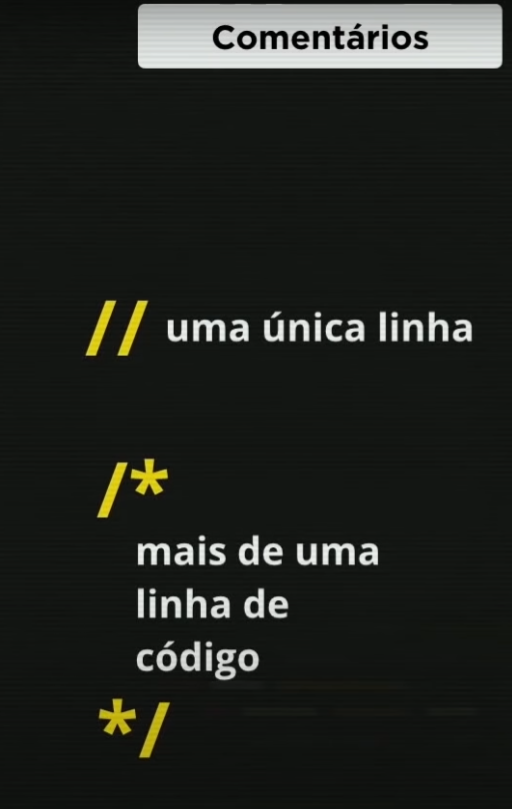 Comentários
// uma única linha
/*
mais de uma
linha de
código
*/